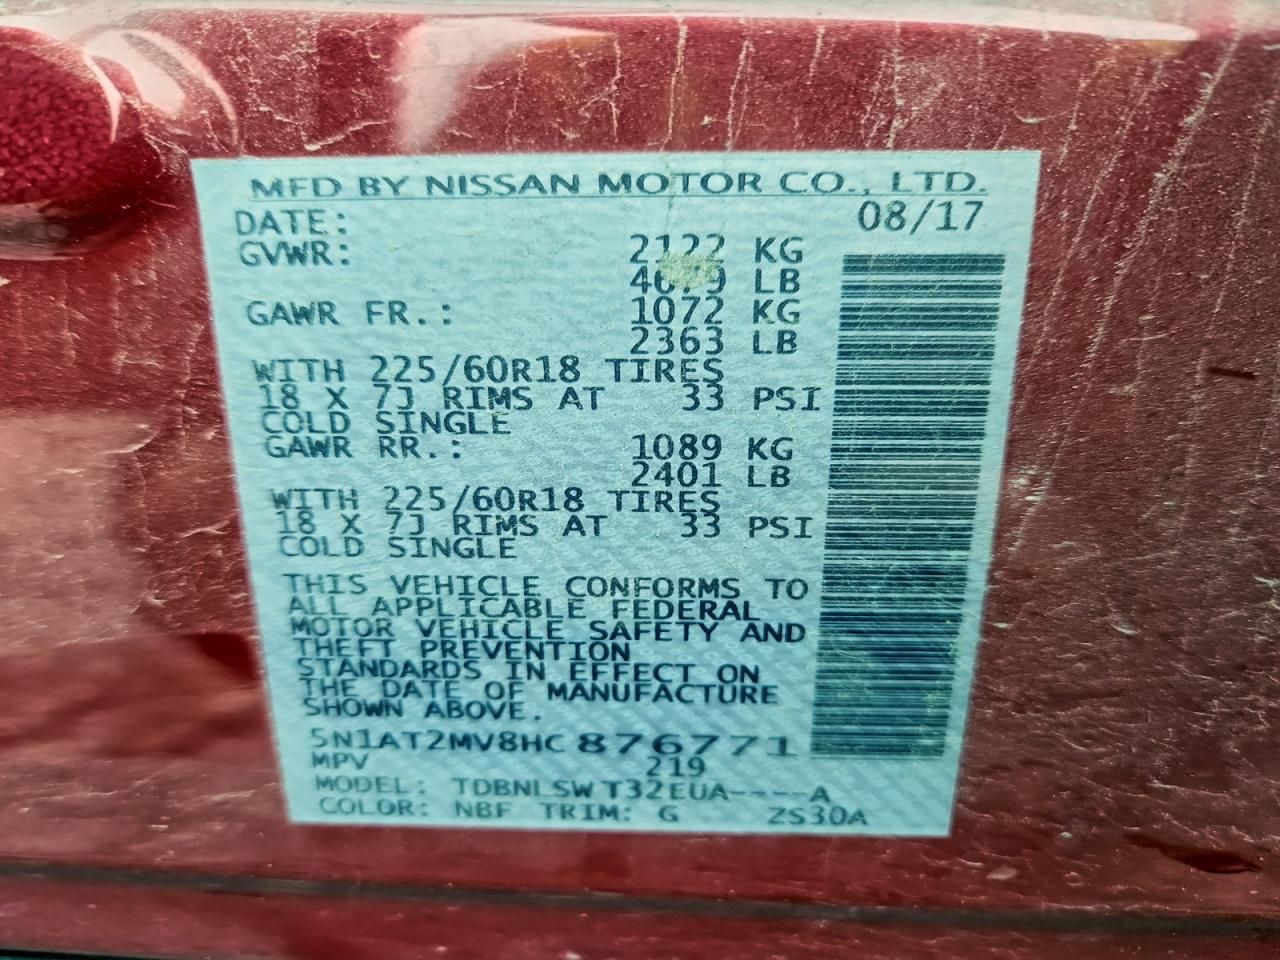 MFD BY NISSAN MOTOR CO., LTD.
DATE: 08/17
GVWR: 2122 KG
4679 LB
GAWR FR.: 1072 KG
2363 LB
WITH 225/60R18 TIRES
18 X 7J RIMS AT 33 PSI
COLD SINGLE
GAWR RR.: 1089 KG
2401 LB
WITH 225/60R18 TIRES
18 X 7J RIMS AT 33 PSI
COLD SINGLE
THIS VEHICLE CONFORMS TO
ALL APPLICABLE FEDERAL
MOTOR VEHICLE SAFETY AND
THEFT PREVENTION
STANDARDS IN EFFECT ON
THE DATE OF MANUFACTURE
SHOWN ABOVE.
5N1AT2MV8HC876771
MPV 219
MODEL: TDBNLSW T32EUA----A
COLOR: NBF TRIM: G ZS30A